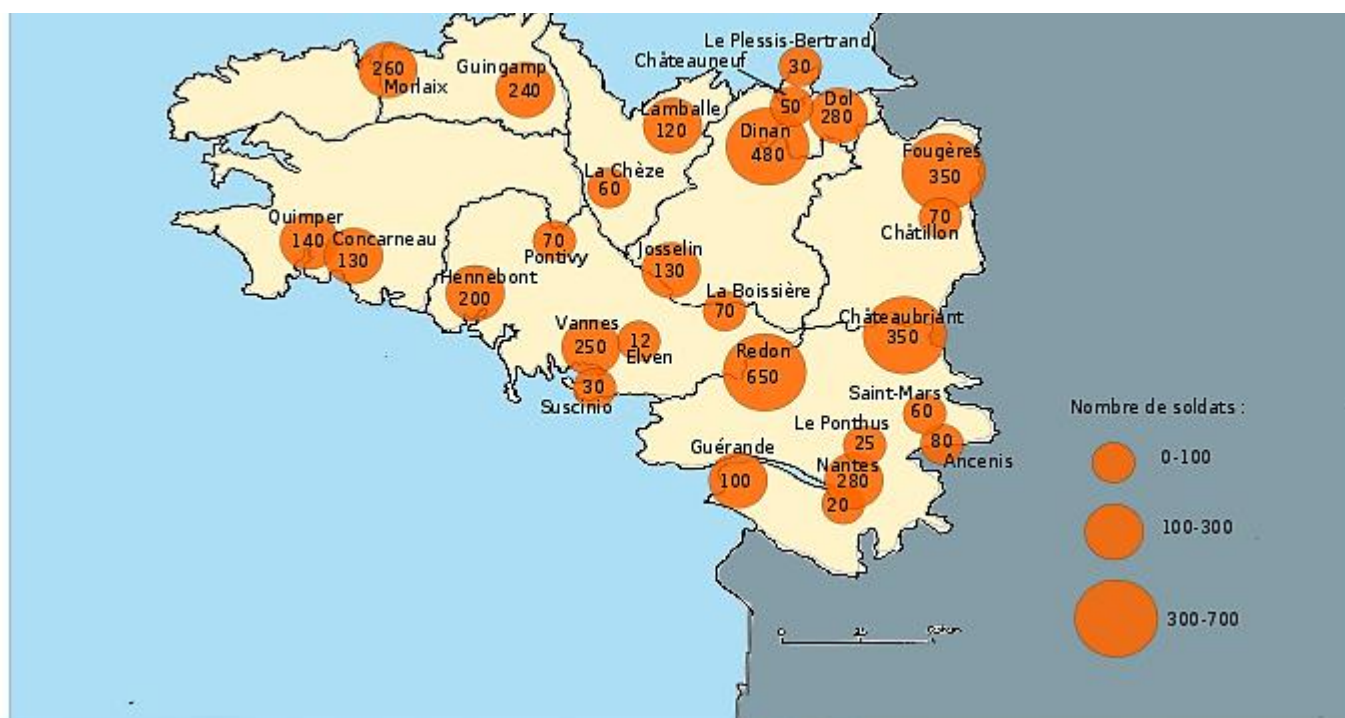 Le Plessis-Bertrand
Châteauneuf
30
260
Morlaix
Guingamp
240
Lamballe
120
50
Dol
280
Dinan
480
Fougères
350
La Chèze
60
70
Châtillon
Quimper
140
Concarneau
130
70
Pontivy
Josselin
130
Hennebont
200
La Boissière
70
Châteaubriant
350
Vannes
250
12
Elven
Redon
650
30
Suscinio
Saint-Mars
60
Le Ponthus
25
80
Ancenis
Guérande
100
Nantes
280
20
Nombre de soldats :
0-100
100-300
300-700
0
25